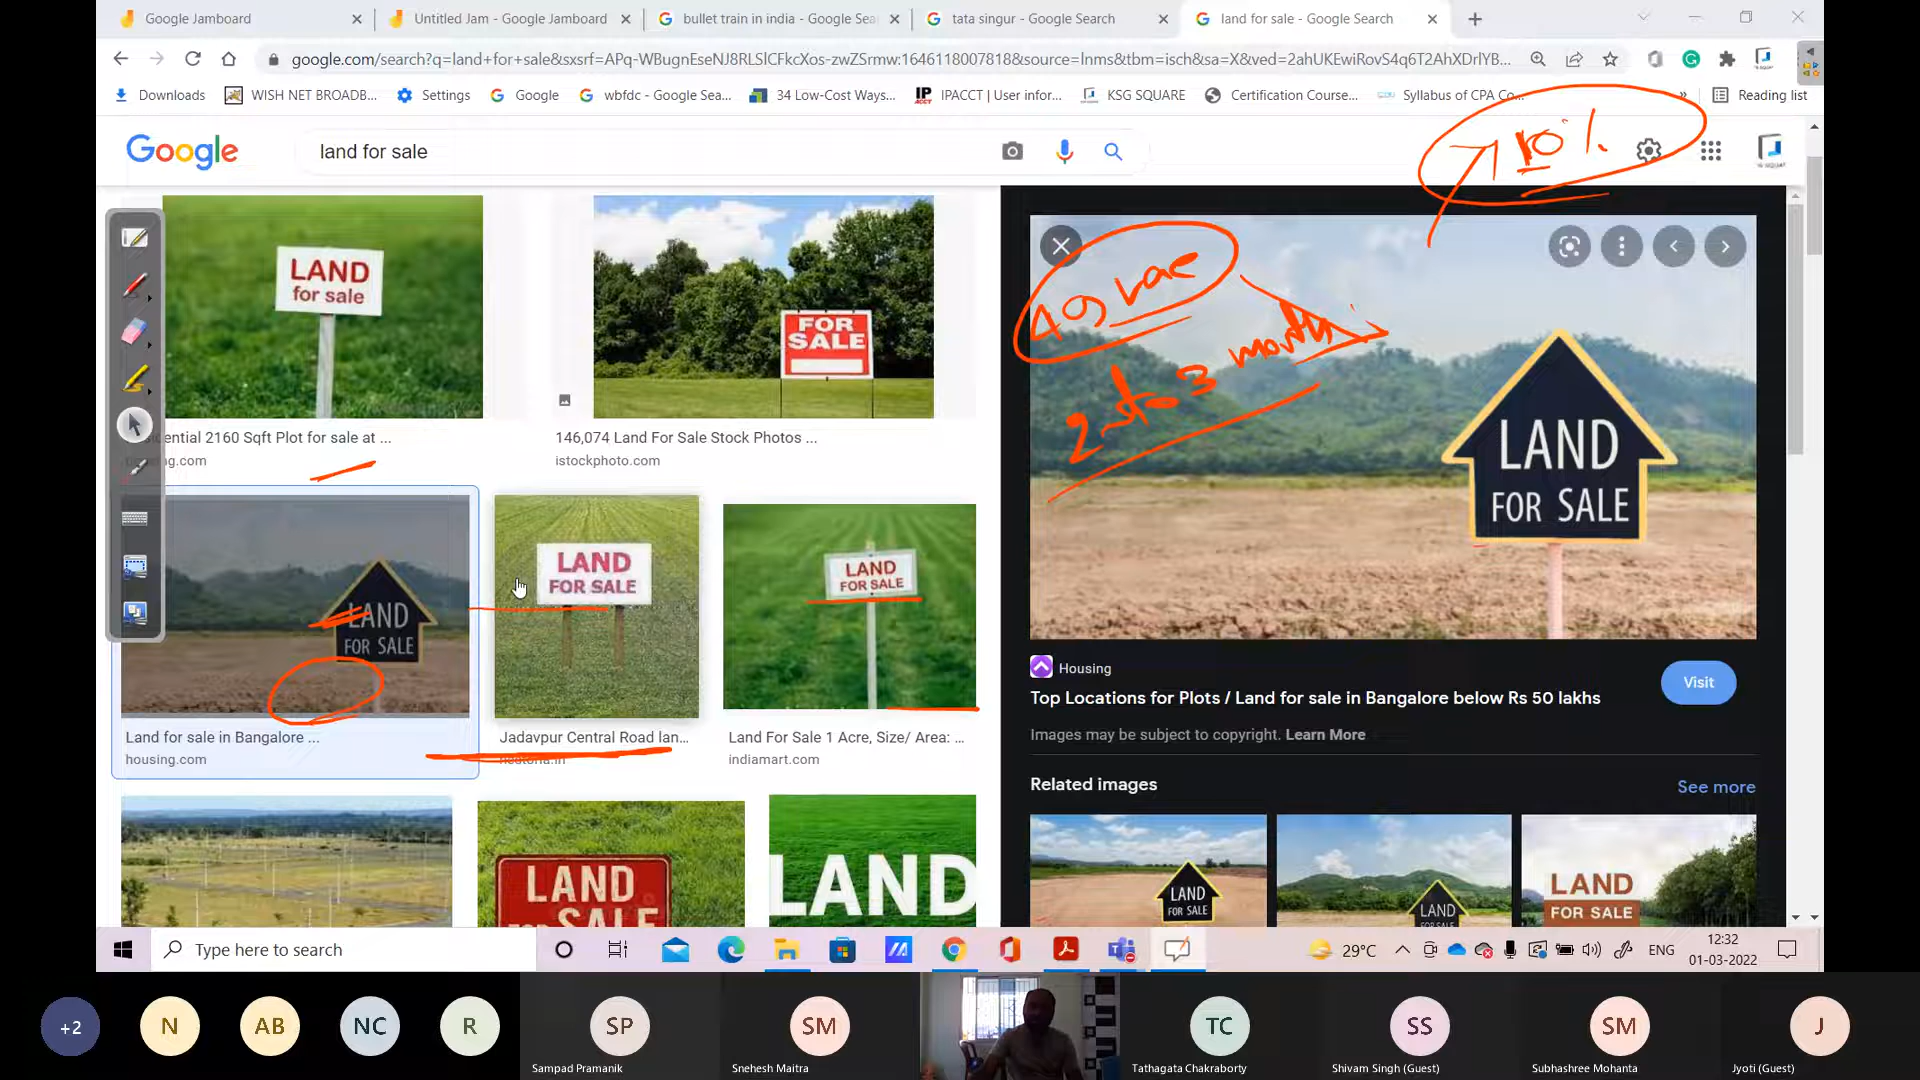 Google Jamboard
Untitled Jam - Google Jamboard
bullet train in india - Google Sea
tata singur - Google Search
land for sale - Google Search
google.com/search?q=land+for+sale&sxsrf=APq-WBugnEseNJ8RLSlCFkcXos-zwZSrmw:1646118007818&source=lnms&tbm=isch&sa=X&ved=2ahUKEwiRovS4q6T2AhXDrlYB...
Downloads
WISH NET BROADB...
Settings
Google
wbfdc - Google Sea...
34 Low-Cost Ways...
IPACCT | User infor...
KSG SQUARE
Certification Course...
Syllabus of CPA Co...
Reading list
Google
land for sale
10%
LAND
for sale
FOR
SALE
2 to 3 month
LAND
FOR SALE
idential 2160 Sqft Plot for sale at ...
ng.com
146,074 Land For Sale Stock Photos ...
istockphoto.com
LAND
FOR SALE
LAND
FOR SALE
LAND
FOR SALE
Housing
Top Locations for Plots / Land for sale in Bangalore below Rs 50 lakhs
Visit
Images may be subject to copyright. Learn More
Land for sale in Bangalore ...
housing.com
Jadavpur Central Road lan...
Land For Sale 1 Acre, Size/ Area: ...
indiamart.com
Related images
See more
LAND
SALE
LAND
LAND
FOR SALE
LAND
FOR SALE
LAND
FOR SALE
Type here to search
29°C
ENG
12:32
01-03-2022
+2
N
AB
NC
R
SP
SM
TC
SS
SM
J
Sampad Pramanik
Snehesh Maitra
Tathagata Chakraborty
Shivam Singh (Guest)
Subhashree Mohanta
Jyoti (Guest)